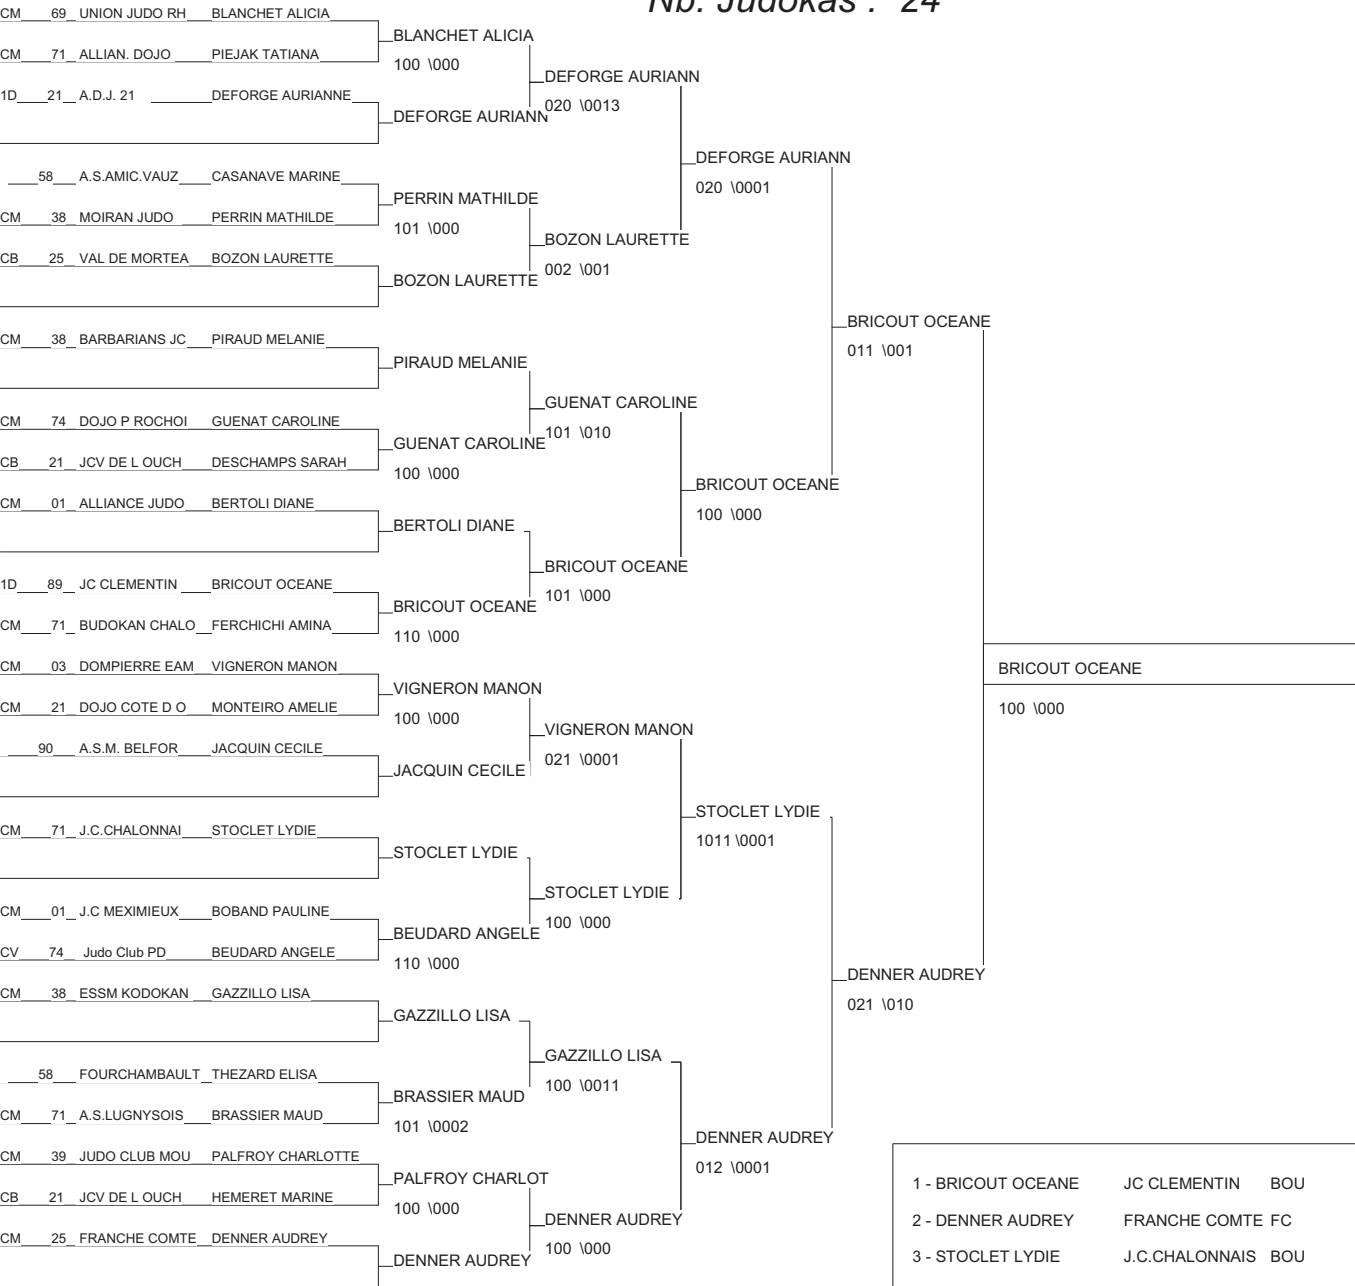 Nb. Judokas : 24
CM 69 UNION JUDO RH BLANCHET ALICIA
BLANCHET ALICIA
CM 71 ALLIAN. DOJO PIEJAK TATIANA
100 \000
DEFORGE AURIANN
1D 21 A.D.J. 21 DEFORGE AURIANNE
020 \0013
DEFORGE AURIANN
DEFORGE AURIANN
58 A.S.AMIC.VAUZ CASANAVE MARINE
020 \0001
PERRIN MATHILDE
CM 38 MOIRAN JUDO PERRIN MATHILDE
101 \000
BOZON LAURETTE
CB 25 VAL DE MORTEA BOZON LAURETTE
002 \001
BOZON LAURETTE
BRICOUT OCEANE
CM 38 BARBARIANS JC PIRAUD MELANIE
011 \001
PIRAUD MELANIE
GUENAT CAROLINE
CM 74 DOJO P ROCHOI GUENAT CAROLINE
101 \010
GUENAT CAROLINE
CB 21 JCV DE L OUCH DESCHAMPS SARAH
100 \000
BRICOUT OCEANE
CM 01 ALLIANCE JUDO BERTOLI DIANE
100 \000
BERTOLI DIANE
BRICOUT OCEANE
1D 89 JC CLEMENTIN BRICOUT OCEANE
101 \000
BRICOUT OCEANE
CM 71 BUDOKAN CHALO FERCHICHI AMINA
110 \000
CM 03 DOMPIERRE EAM VIGNERON MANON
BRICOUT OCEANE
VIGNERON MANON
CM 21 DOJO COTE D O MONTEIRO AMELIE
100 \000
100 \000
VIGNERON MANON
90 A.S.M. BELFOR JACQUIN CECILE
021 \0001
JACQUIN CECILE
STOCLET LYDIE
CM 71 J.C.CHALONNAI STOCLET LYDIE
1011 \0001
STOCLET LYDIE
STOCLET LYDIE
CM 01 J.C MEXIMIEUX BOBAND PAULINE
100 \000
BEUDARD ANGELE
CV 74 Judo Club PD BEUDARD ANGELE
110 \000
DENNER AUDREY
CM 38 ESSM KODOKAN GAZZILLO LISA
021 \010
GAZZILLO LISA
GAZZILLO LISA
58 FOURCHAMBAULT THEZARD ELISA
100 \0011
BRASSIER MAUD
CM 71 A.S.LUGNYSOIS BRASSIER MAUD
101 \0002
DENNER AUDREY
CM 39 JUDO CLUB MOU PALFROY CHARLOTTE
012 \0001
PALFROY CHARLOT
1 - BRICOUT OCEANE JC CLEMENTIN BOU
CB 21 JCV DE L OUCH HEMERET MARINE
100 \000
DENNER AUDREY
2 - DENNER AUDREY FRANCHE COMTE FC
CM 25 FRANCHE COMTE DENNER AUDREY
100 \000
3 - STOCLET LYDIE J.C.CHALONNAIS BOU
DENNER AUDREY